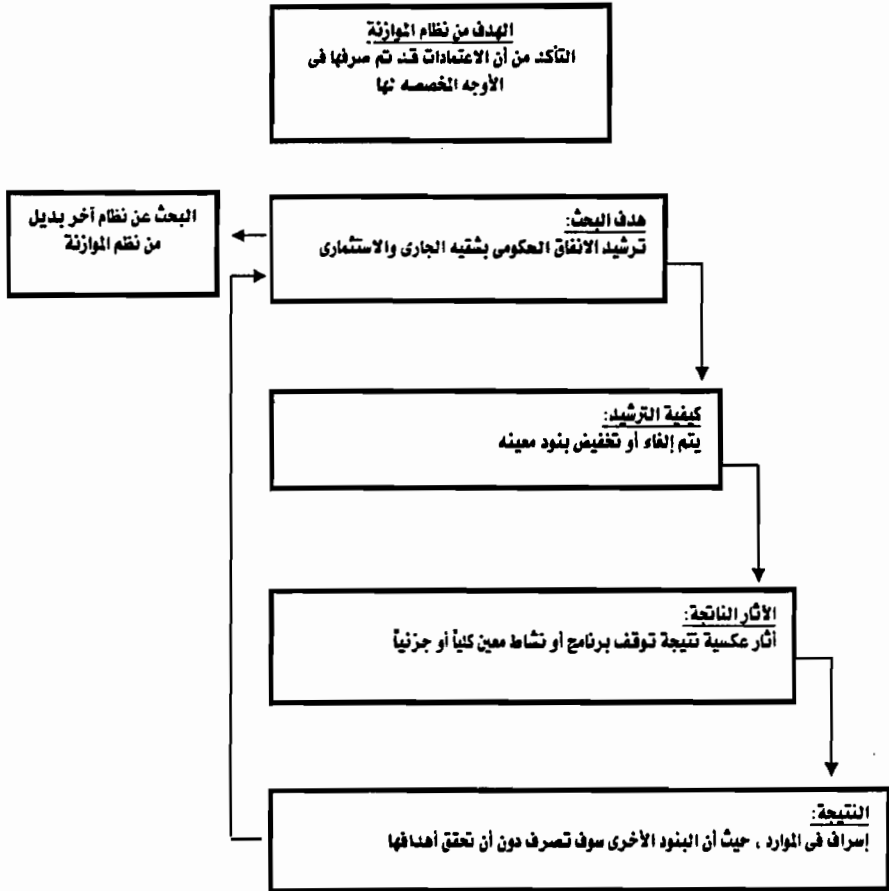 الهدف من نظام الموازنة
التأكد من أن الاعتمادات قد تم صرفها فى
الأوجه المخصصه لها
هدف البحث:
ترشيد الانفاق الحكومى بشقيه الجارى والاستثمارى
البحث عن نظام آخر بديل
من نظم الموازنة
كيفية الترشيد:
يتم إلغاء أو تخفيض بنود معينه
الأثار الناتجة:
أثار عكسية نتيجة توقف برنامج أو نشاط معين كلياً أو جزئياً
النتيجة:
إسراف فى الموارد ، حيث أن البنود الأخرى سوف تصرف دون أن تحقق أهدافها